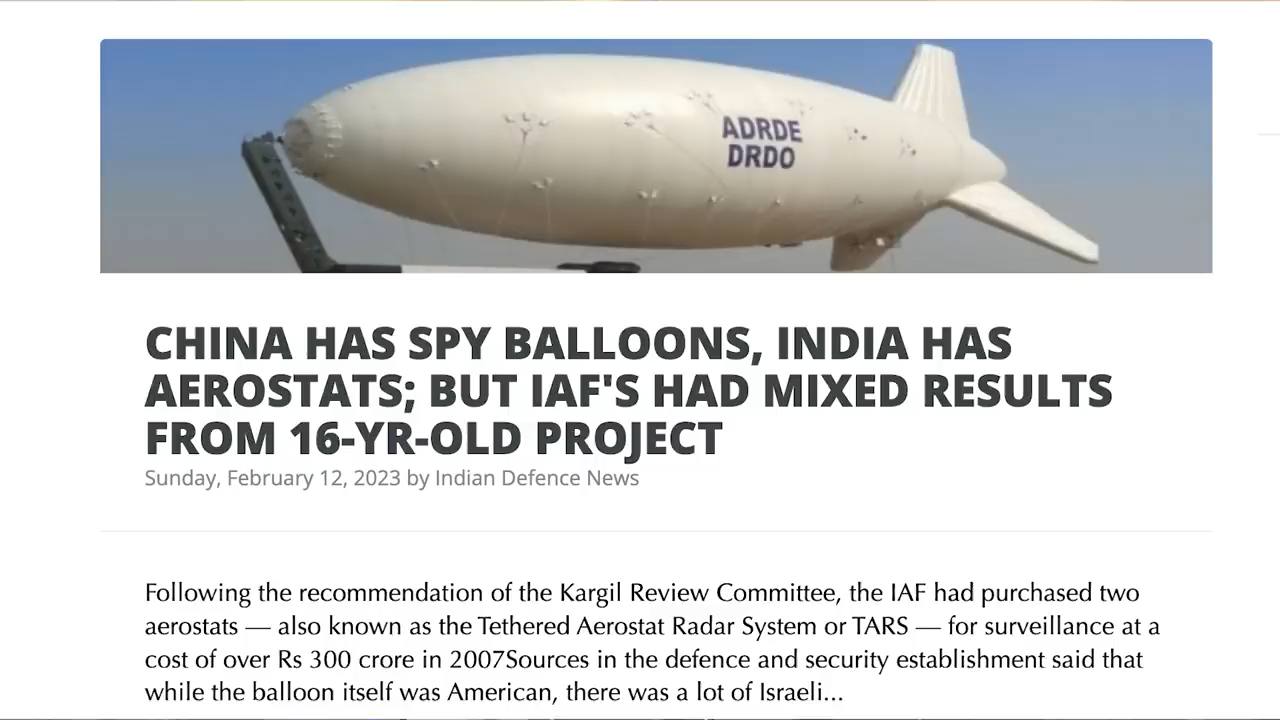 ADRDE
DRDO
CHINA HAS SPY BALLOONS, INDIA HAS
AEROSTATS; BUT IAF'S HAD MIXED RESULTS
FROM 16-YR-OLD PROJECT
Sunday, February 12, 2023 by Indian Defence News
Following the recommendation of the Kargil Review Committee, the IAF had purchased two
aerostats — also known as the Tethered Aerostat Radar System or TARS — for surveillance at a
cost of over Rs 300 crore in 2007Sources in the defence and security establishment said that
while the balloon itself was American, there was a lot of Israeli...